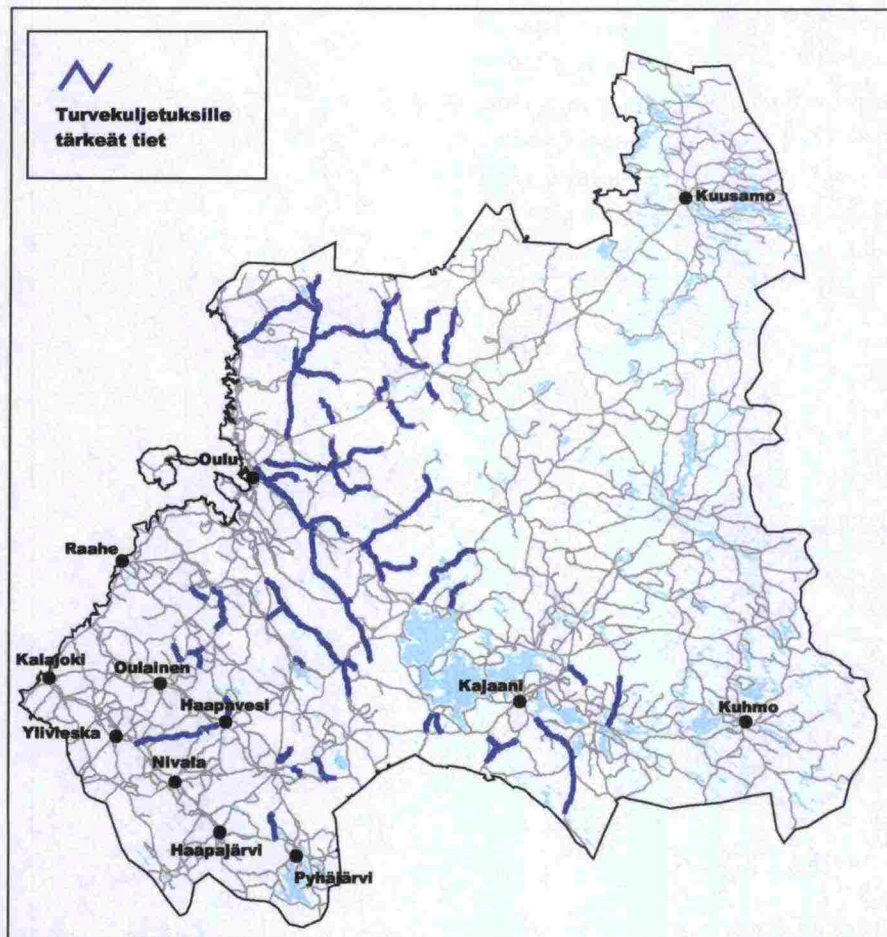 Turvekuljetuksille
tärkeät tiet
Kuusamo
Oulu
Raahe
Kalajoki
Oulainen
Kajaani
Haapavesi
Kuhmo
Ylivieska
Nivala
Haapajärvi
Pyhäjärvi